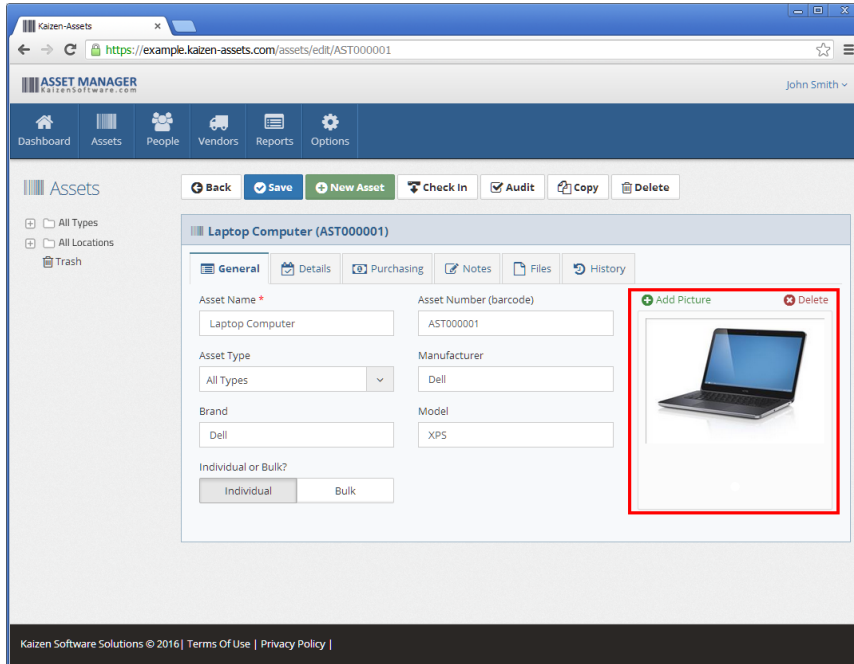 Kaizen-Assets
https://example.kaizen-assets.com/assets/edit/AST000001
ASSET MANAGER
KaizenSoftware.com
John Smith
Dashboard Assets People Vendors Reports Options
Assets
Back Save New Asset Check In Audit Copy Delete
All Types
All Locations
Trash
Laptop Computer (AST000001)
General Details Purchasing Notes Files History
Asset Name * Asset Number (barcode) Add Picture Delete
Laptop Computer AST000001
Asset Type Manufacturer
All Types Dell
Brand Model
Dell XPS
Individual or Bulk?
Individual Bulk
Kaizen Software Solutions © 2016| Terms Of Use | Privacy Policy |